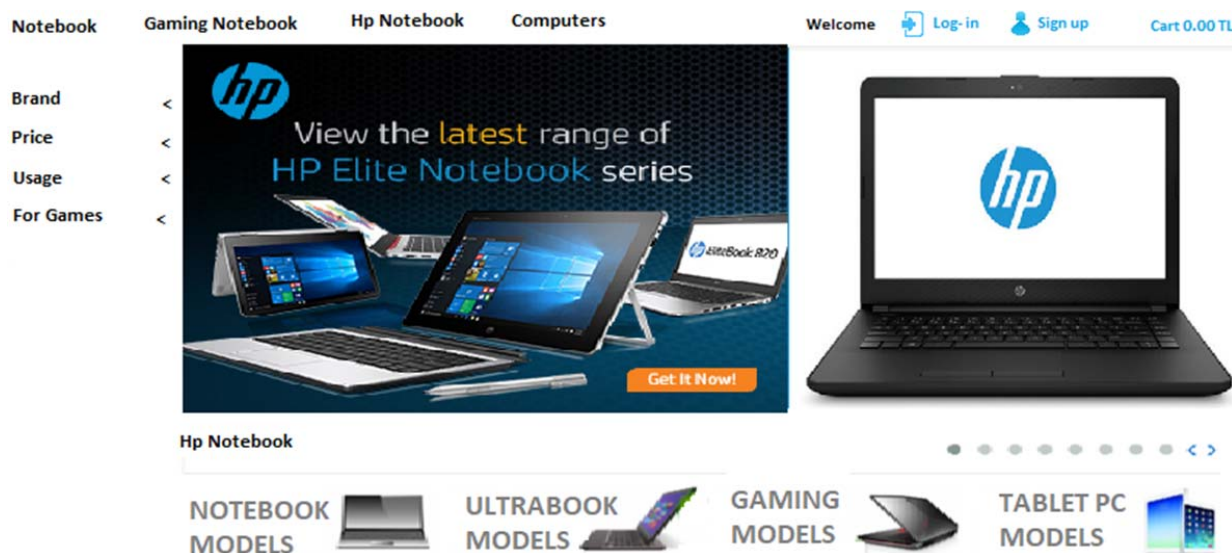 Notebook
Gaming Notebook
Hp Notebook
Computers
Welcome
Log-in
Sign up
Cart 0.00 TL
Brand <
Price <
Usage <
For Games <
hp
View the latest range of
HP Elite Notebook series
hp EliteBook 820
Get It Now!
hp
Hp Notebook
< >
NOTEBOOK
MODELS
ULTRABOOK
MODELS
GAMING
MODELS
TABLET PC
MODELS